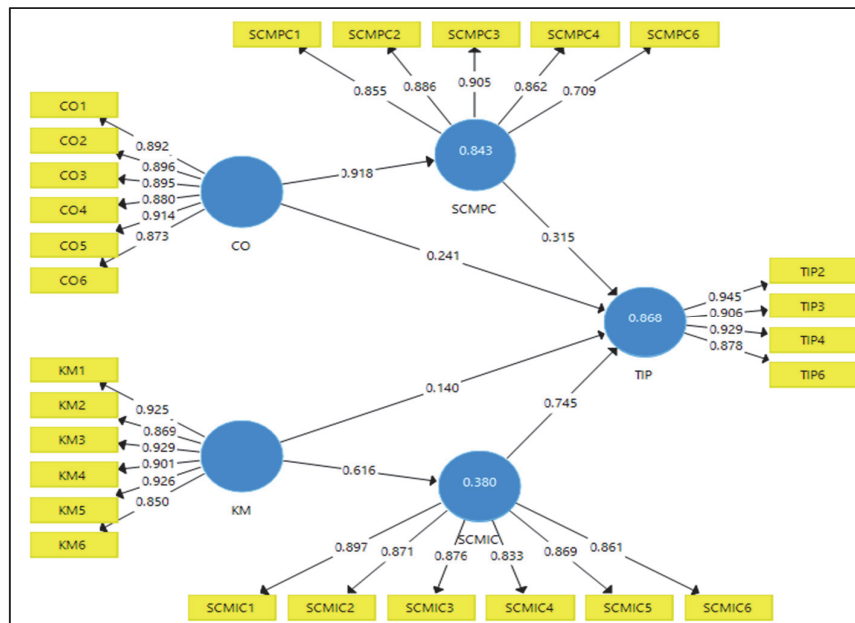 SCMPC1 SCMPC2 SCMPC3 SCMPC4 SCMPC6
0.855 0.886 0.905 0.862 0.709
CO1
CO2
CO3
CO4
CO5
CO6
0.892
0.896
0.895
0.880
0.914
0.873
CO
0.918
0.843
SCMPC
0.241
0.315
0.868
TIP
0.945
0.906
0.929
0.878
TIP2
TIP3
TIP4
TIP6
KM1
KM2
KM3
KM4
KM5
KM6
0.925
0.869
0.929
0.901
0.926
0.850
KM
0.140
0.616
0.745
0.380
SCMIC
0.897 0.871 0.876 0.833 0.869 0.861
SCMIC1 SCMIC2 SCMIC3 SCMIC4 SCMIC5 SCMIC6